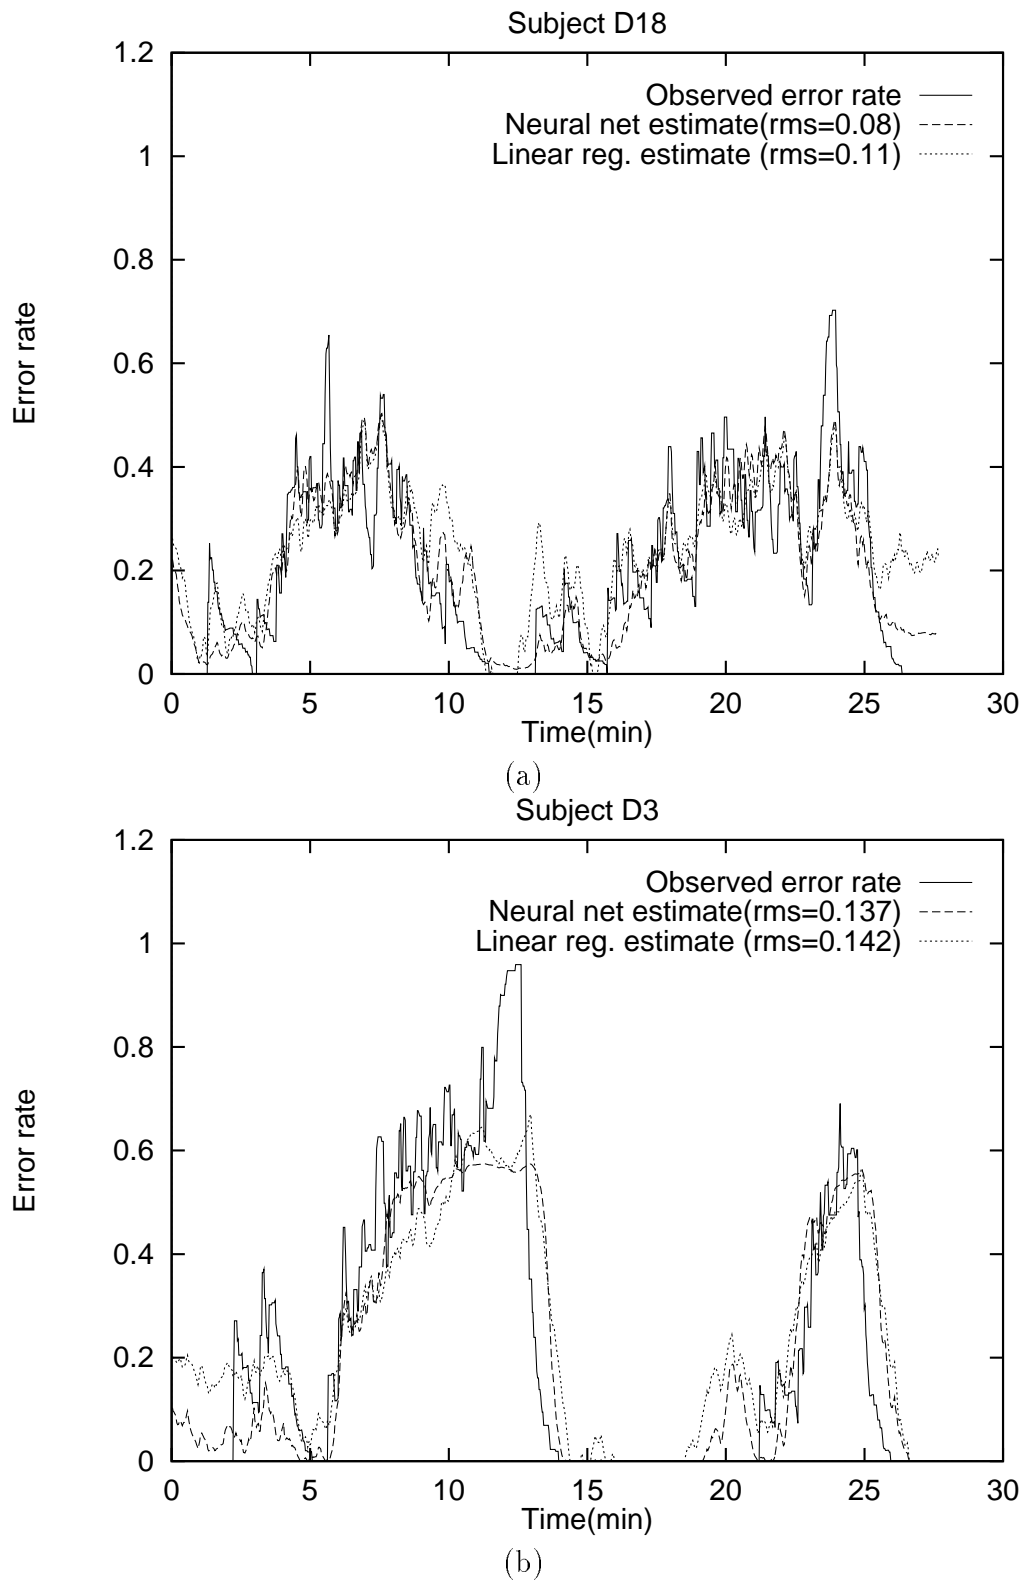 Subject D18
1.2
1
0.8
0.6
0.4
0.2
0
Error rate
Observed error rate
Neural net estimate(rms=0.08)
Linear reg. estimate (rms=0.11)
0 5 10 15 20 25 30
Time(min)
(a)
Subject D3
1.2
1
0.8
0.6
0.4
0.2
0
Error rate
Observed error rate
Neural net estimate(rms=0.137)
Linear reg. estimate (rms=0.142)
0 5 10 15 20 25 30
Time(min)
(b)